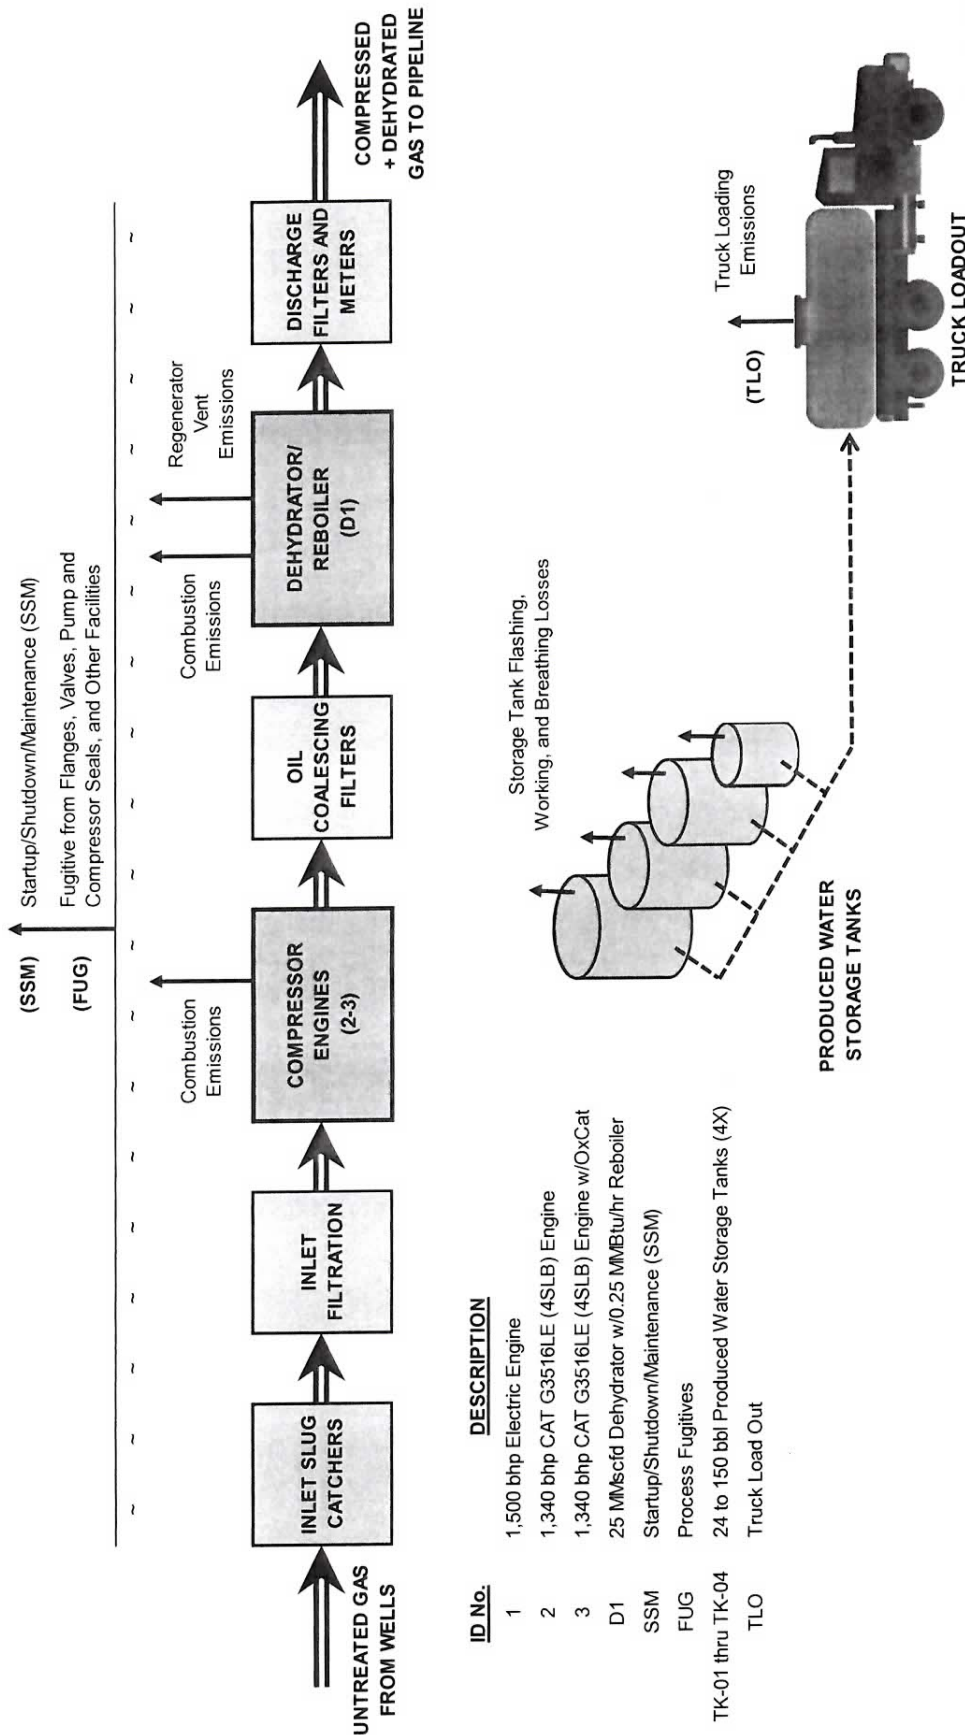 (SSM)
Startup/Shutdown/Maintenance (SSM)
(FUG)
Fugitive from Flanges, Valves, Pump and
Compressor Seals, and Other Facilities
~ ~ ~ ~ ~ ~ ~ ~ ~ ~ ~ ~ ~ ~ ~ ~ ~ ~ ~
Combustion
Emissions
Combustion
Emissions
Regenerator
Vent
Emissions
UNTREATED GAS
FROM WELLS
INLET SLUG
CATCHERS
INLET
FILTRATION
COMPRESSOR
ENGINES
(2-3)
OIL
COALESCING
FILTERS
DEHYDRATOR/
REBOILER
(D1)
DISCHARGE
FILTERS AND
METERS
COMPRESSED
+ DEHYDRATED
GAS TO PIPELINE
ID No. DESCRIPTION
1 1,500 bhp Electric Engine
2 1,340 bhp CAT G3516LE (4SLB) Engine
3 1,340 bhp CAT G3516LE (4SLB) Engine w/OxCat
D1 25 MMscfd Dehydrator w/0.25 MMBtu/hr Reboiler
SSM Startup/Shutdown/Maintenance (SSM)
FUG Process Fugitives
TK-01 thru TK-04 24 to 150 bbl Produced Water Storage Tanks (4X)
TLO Truck Load Out
Storage Tank Flashing,
Working, and Breathing Losses
PRODUCED WATER
STORAGE TANKS
(TLO)
Truck Loading
Emissions
TRUCK LOADOUT